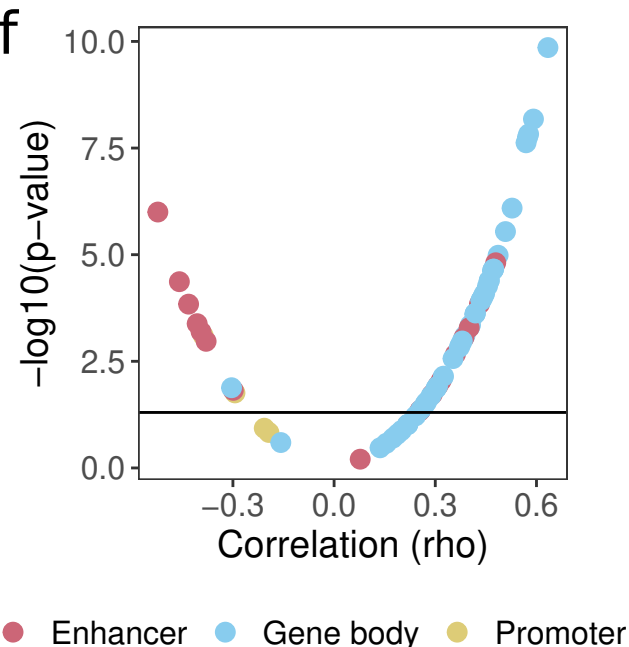 f
−log10(p−value)
10.0
7.5
5.0
2.5
0.0
−0.3 0.0 0.3 0.6
Correlation (rho)
Enhancer Gene body Promoter